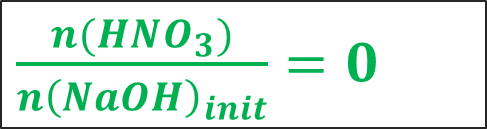 n(HNO₃)/n(NaOH)ᵢₙᵢₜ = 0